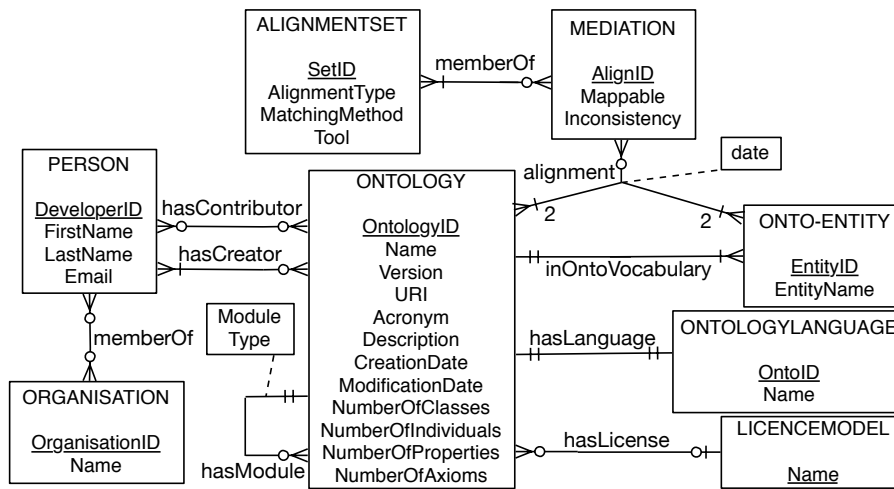 ALIGNMENTSET
SetID
AlignmentType
MatchingMethod
Tool
memberOf
MEDIATION
AlignID
Mappable
Inconsistency
date
alignment
2
2
PERSON
DeveloperID
FirstName
LastName
Email
hasContributor
hasCreator
ONTOLOGY
OntologyID
Name
Version
URI
Acronym
Description
CreationDate
ModificationDate
NumberOfClasses
NumberOfIndividuals
NumberOfProperties
NumberOfAxioms
ONTO-ENTITY
EntityID
EntityName
inOntoVocabulary
memberOf
Module
Type
hasModule
hasLanguage
ONTOLOGYLANGUAGE
OntoID
Name
ORGANISATION
OrganisationID
Name
hasLicense
LICENCEMODEL
Name